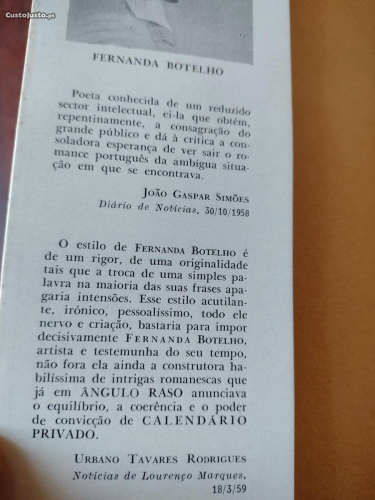 CustoJusto.pt
FERNANDA BOTELHO
Poeta conhecida de um reduzido
sector intelectual, ei-la que obtém,
repentinamente, a consagração do
grande público e dá à crítica a con-
soladora esperança de ver sair o ro-
mance português da ambígua situa-
ção em que se encontrava.
JOÃO GASPAR SIMÕES
Diário de Notícias, 30/10/1958
O estilo de FERNANDA BOTELHO é
de um rigor, de uma originalidade
tais que a troca de uma simples pa-
lavra na maioria das suas frases apa-
garia intensões. Esse estilo acutilan-
te, irónico, pessoalíssimo, todo ele
nervo e criação, bastaria para impor
decisivamente FERNANDA BOTELHO,
artista e testemunha do seu tempo,
não fora ela ainda a construtora ha-
bilíssima de intrigas romanescas que
já em ÂNGULO RASO anunciava
o equilíbrio, a coerência e o poder
de convicção de CALENDÁRIO
PRIVADO.
URBANO TAVARES RODRIGUES
Notícias de Lourenço Marques,
18/3/59